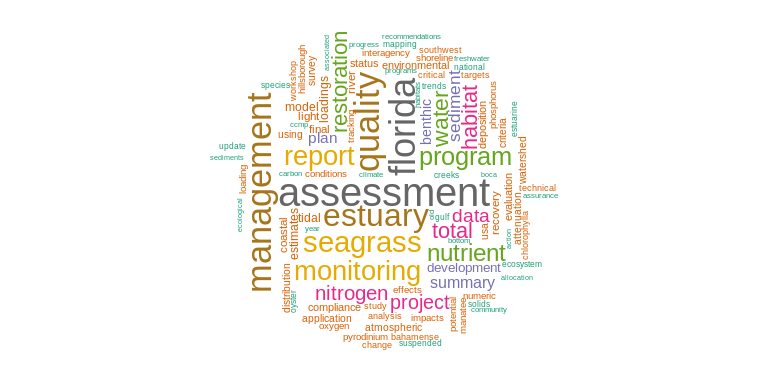 recommendations
progress mapping
interagency
southwest
shoreline
freshwater
associated
restoration
status environmental
national
programs
critical targets
workshop
hillsborough
survey
loadings
river
quality
florida
habitats
trends
species
model
light
final
using
plan
tracking
ccmp
benthic
water
sediment
habitat
deposition
phosphorus
criteria
estuarine
update
sediments
management
report
program
watershed
carbon conditions
climate
creeks
boca
technical
assurance
loading
assessment
ecological
tidal
estuary
gulf
data
usa
recovery
evaluation
attenuation
chlorophyll
year
coastal
estimates
seagrass
total
bottom
action
nutrient
ecosystem
monitoring
development
allocation
summary
distribution
oyster
nitrogen
effects
project
numeric
solids
community
compliance study
application
analysis impacts
potential
manatee
oxygen
atmospheric
pyrodinium bahamense
change suspended